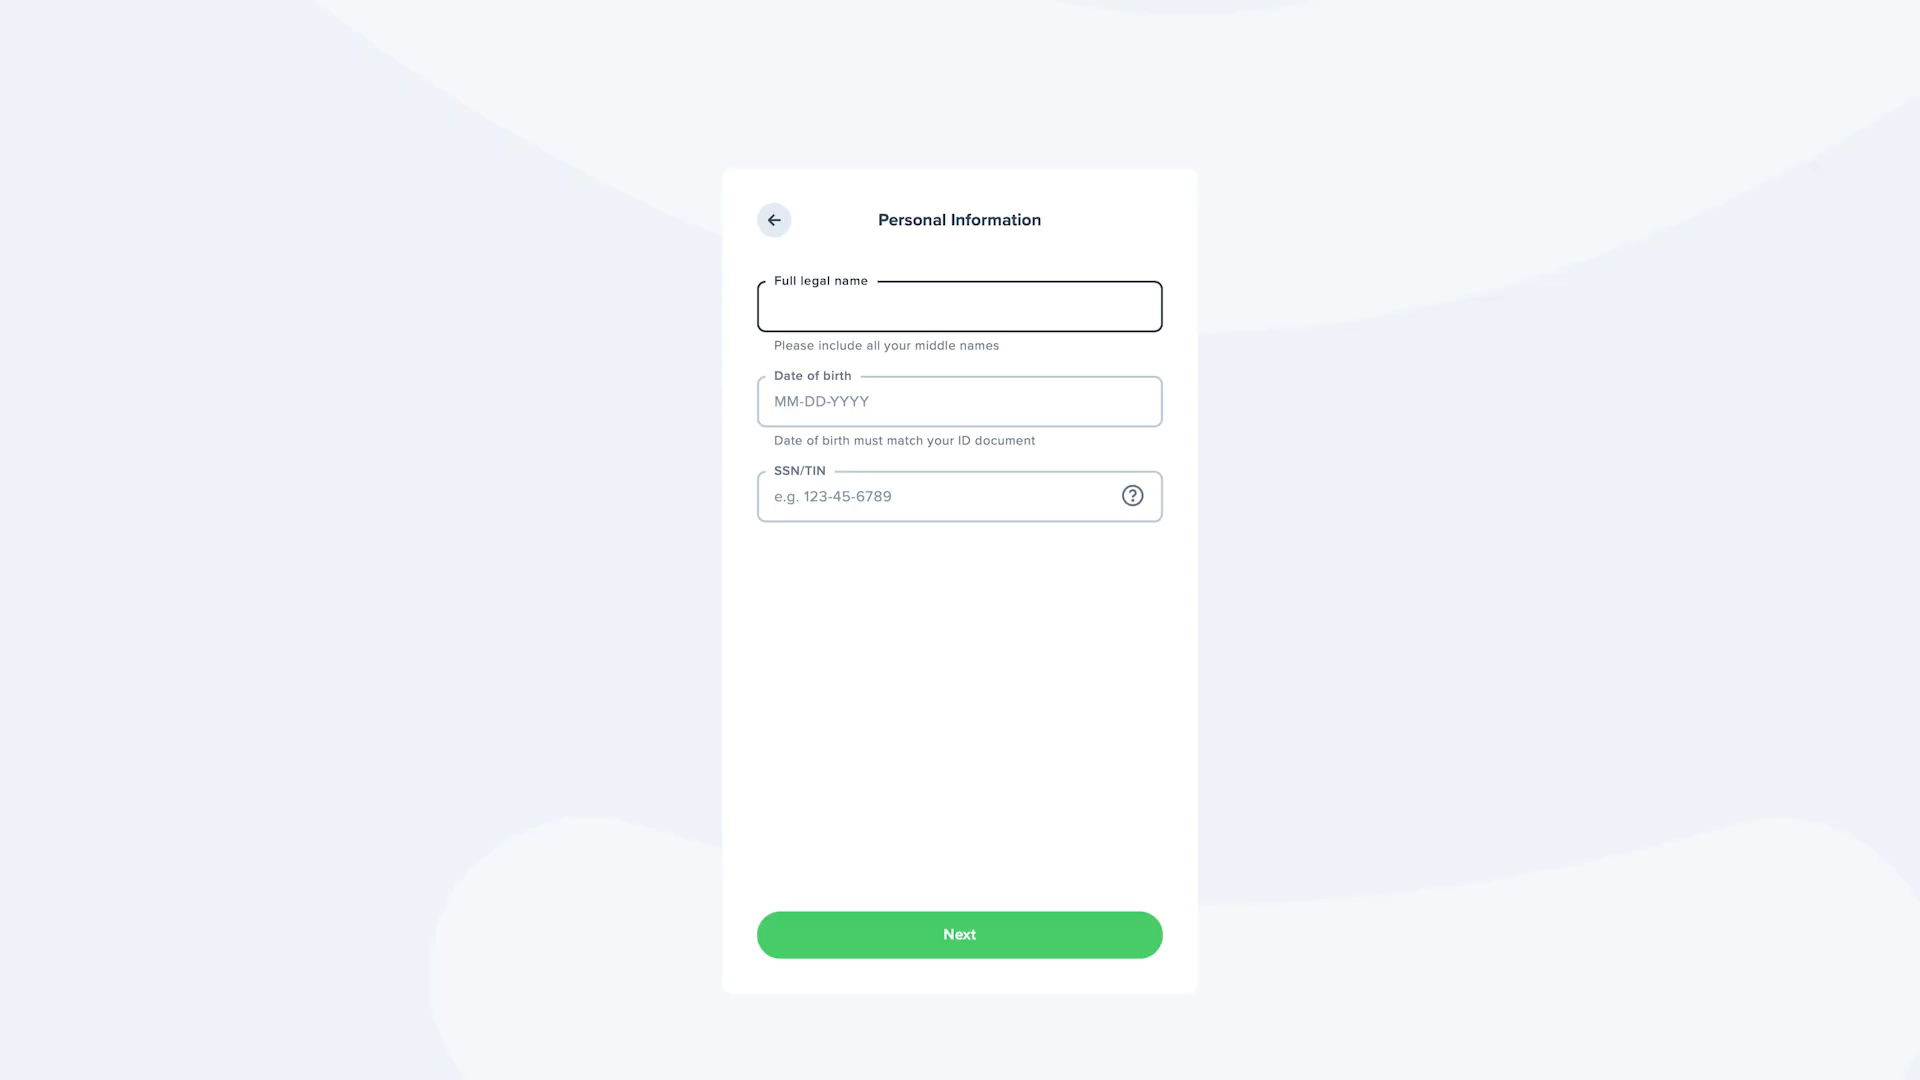 Personal Information
Full legal name
Please include all your middle names
Date of birth
MM-DD-YYYY
Date of birth must match your ID document
SSN/TIN
e.g. 123-45-6789
?
Next